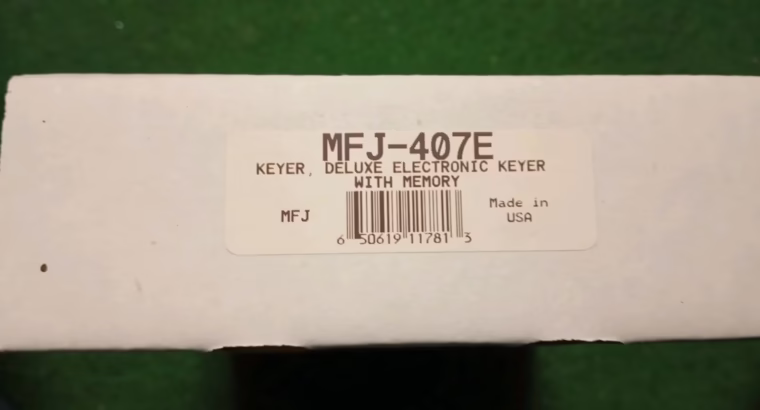 MFJ-407E
KEYER, DELUXE ELECTRONIC KEYER
WITH MEMORY
MFJ
Made in
USA
6 50619 11781 3